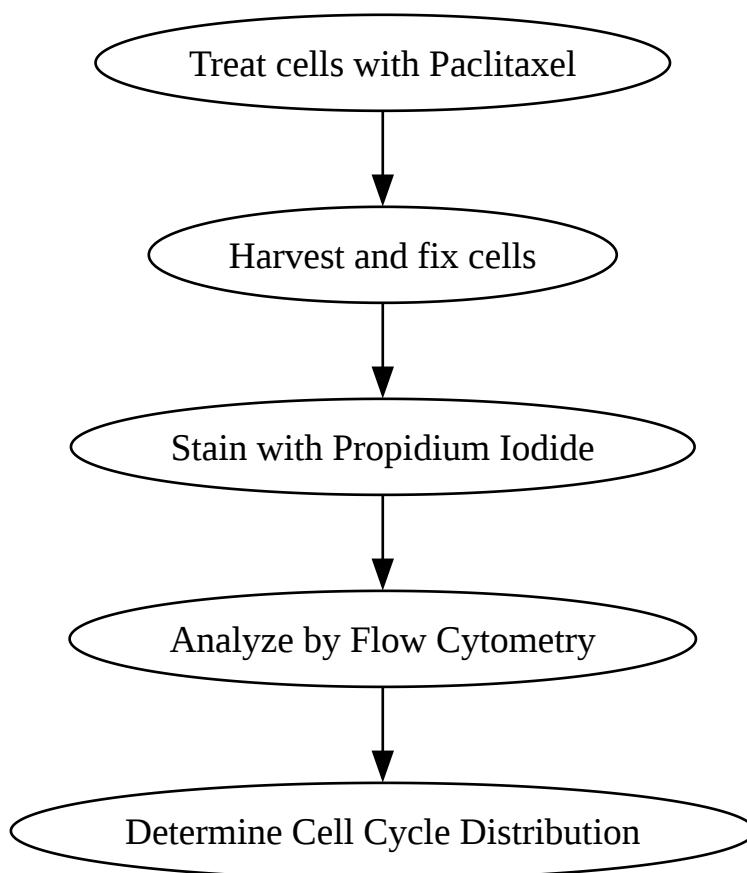 Treat cells with Paclitaxel
Harvest and fix cells
Stain with Propidium Iodide
Analyze by Flow Cytometry
Determine Cell Cycle Distribution